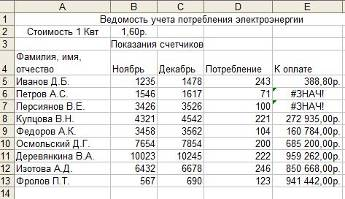 A B C D E
1 Ведомость учета потребления электроэнергии
2 Стоимость 1 Квт 1,60р.
3 Показания счетчиков
4 Фамилия, имя, отчество Ноябрь Декабрь Потребление К оплате
5 Иванов Д.Б. 1235 1478 243 388,80р.
6 Петров А.С. 1546 1617 71 #ЗНАЧ!
7 Персиянов В.Е. 3426 3526 100 #ЗНАЧ!
8 Купцова В.Н. 4321 4542 221 272 935,00р.
9 Федоров А.К. 3458 3562 104 160 784,00р.
10 Осмольский Д.Г. 7654 7854 200 685 200,00р.
11 Деревянкина В.А. 10023 10245 222 959 262,00р.
12 Изотова А.Д. 6432 6678 246 850 668,00р.
13 Фролов П.Т. 567 690 123 941 442,00р.
14